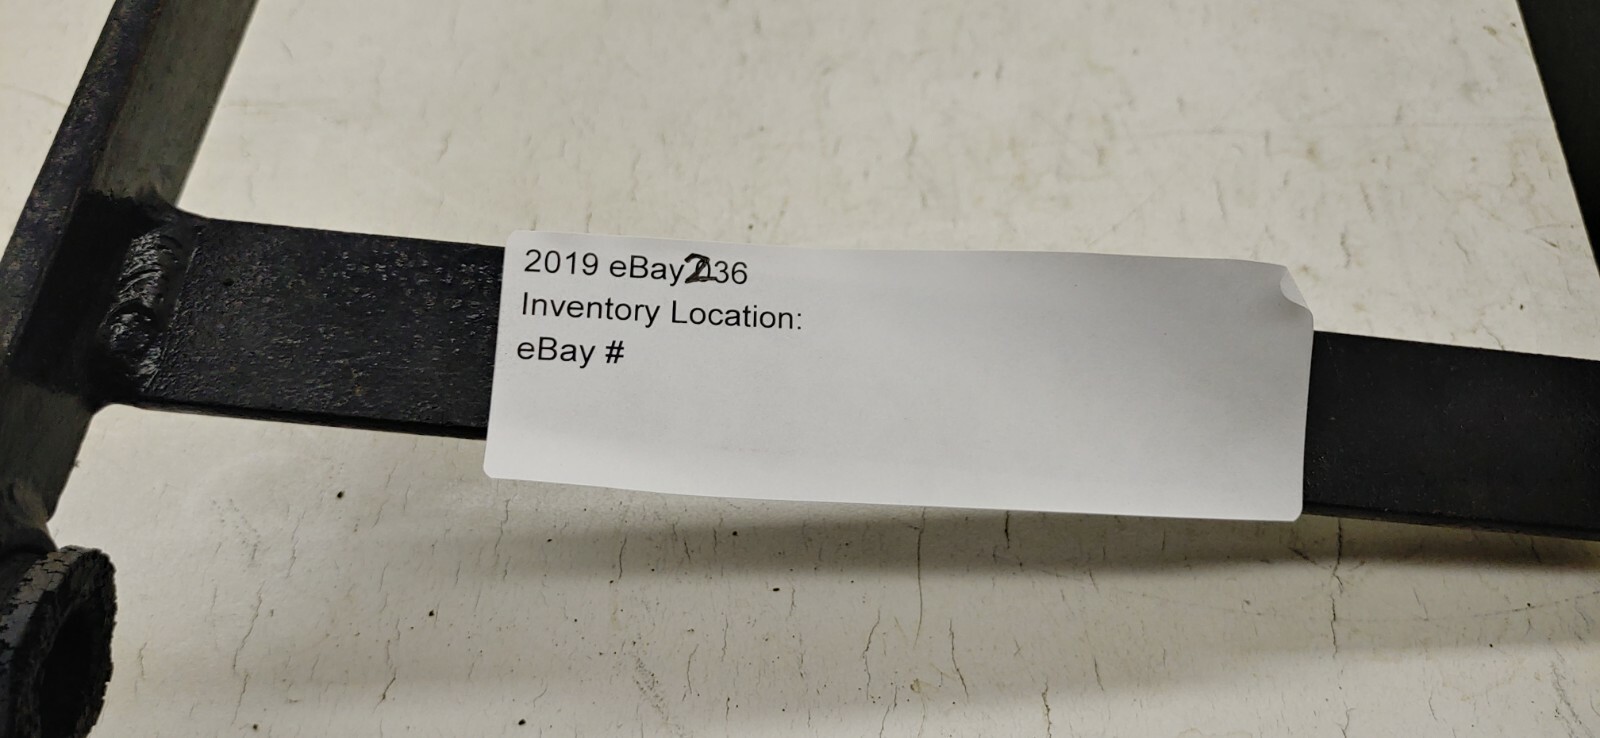 2019 eBay236
Inventory Location:
eBay #